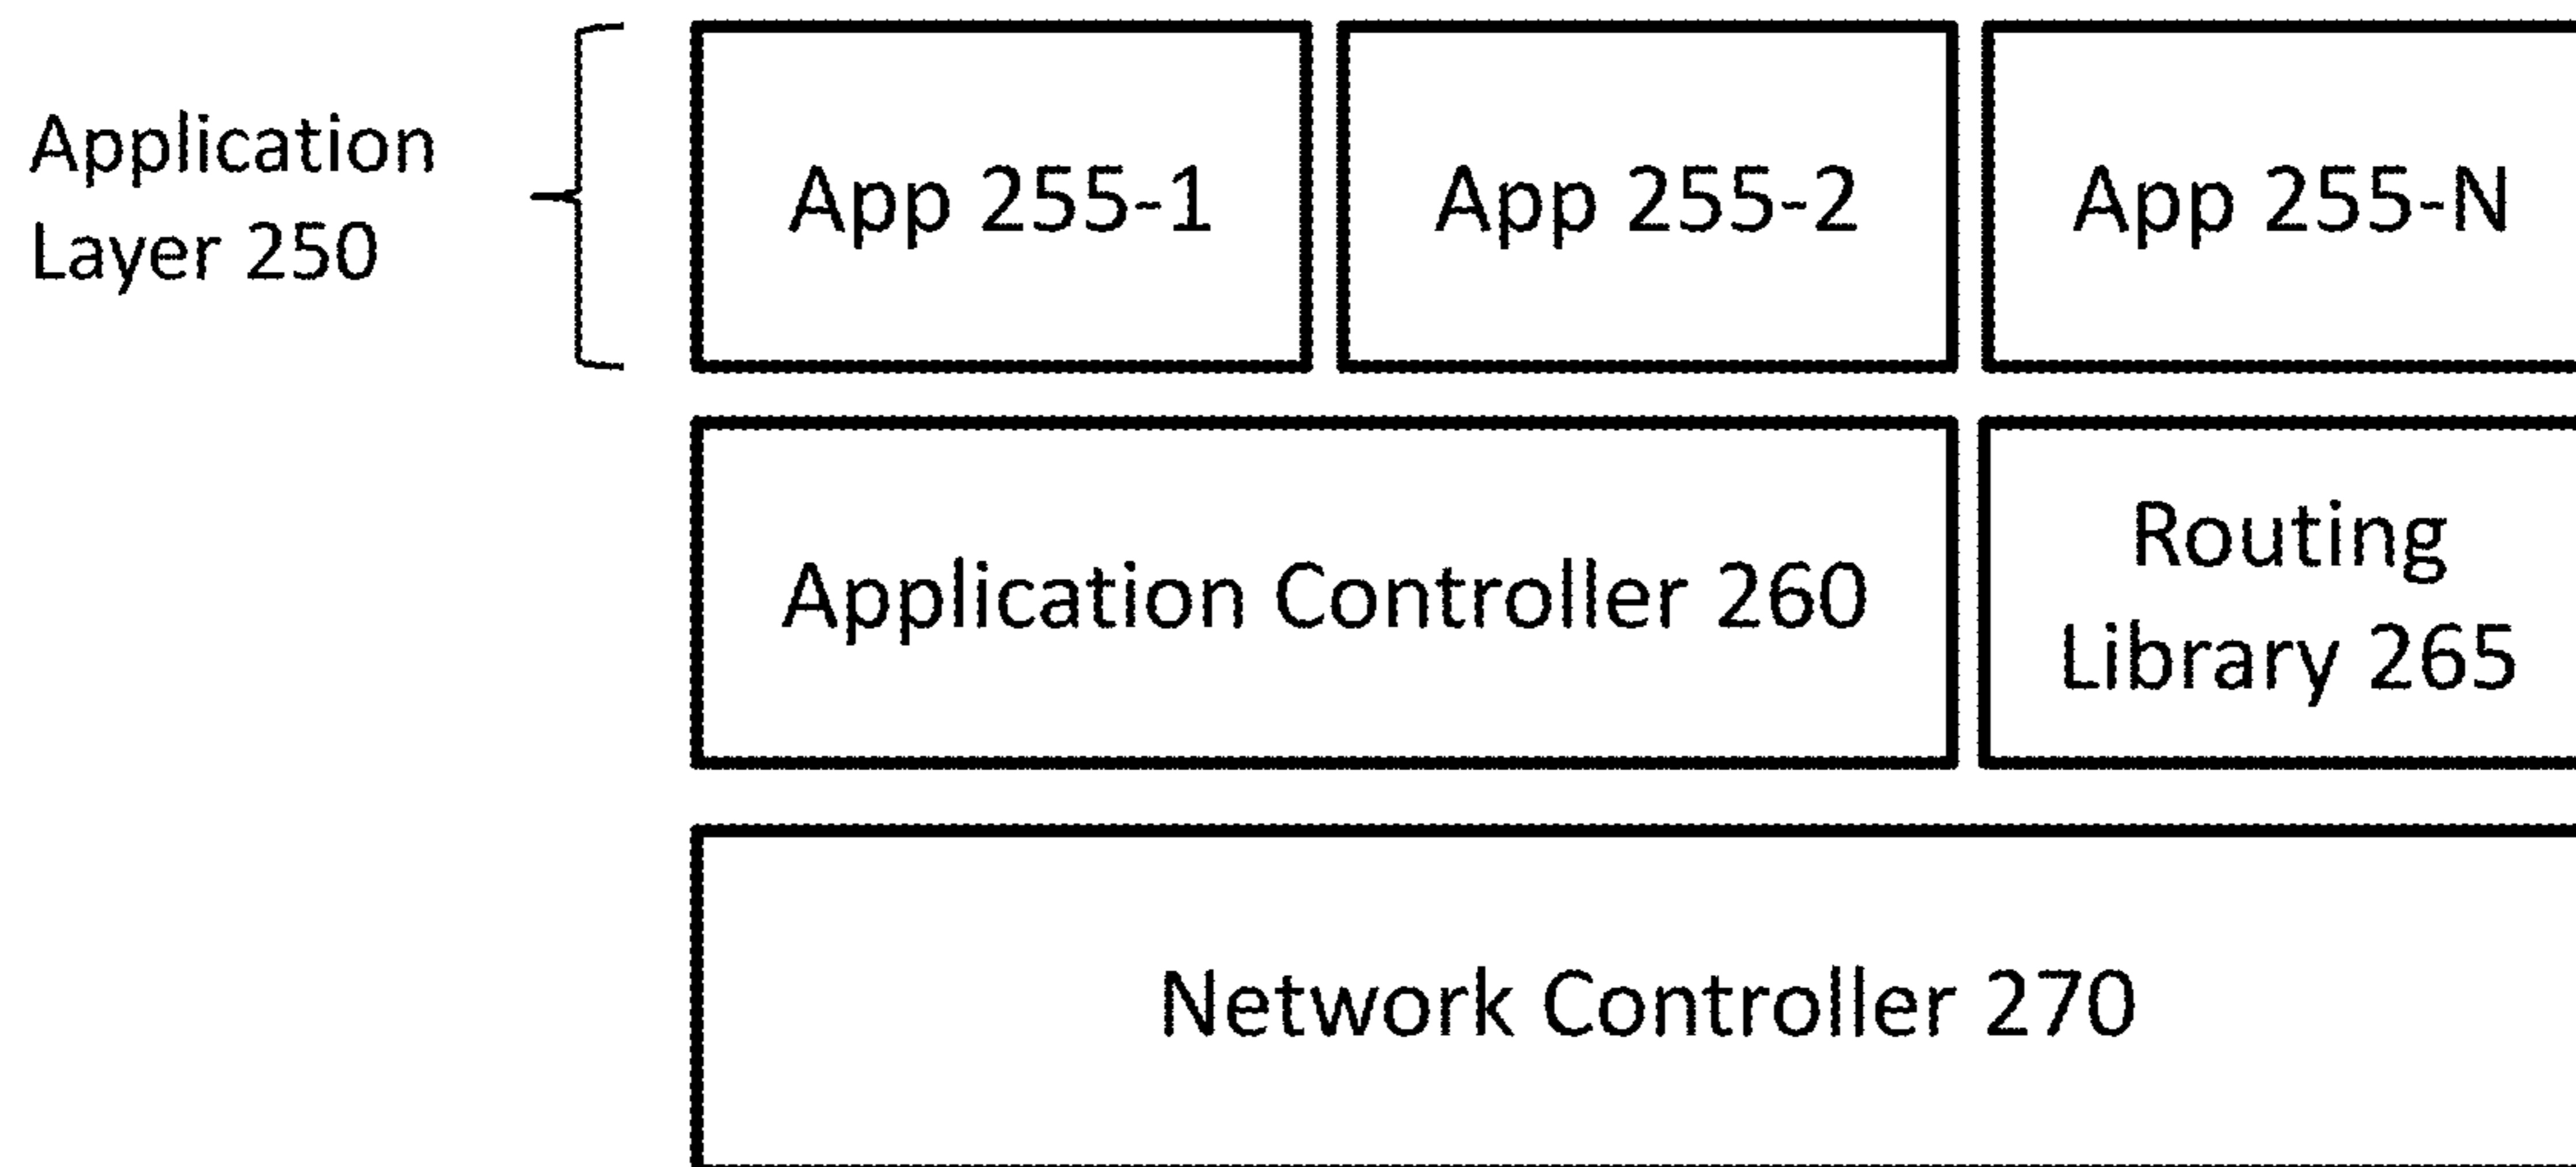 Application
Layer 250
App 255-1
App 255-2
App 255-N
Application Controller 260
Routing
Library 265
Network Controller 270